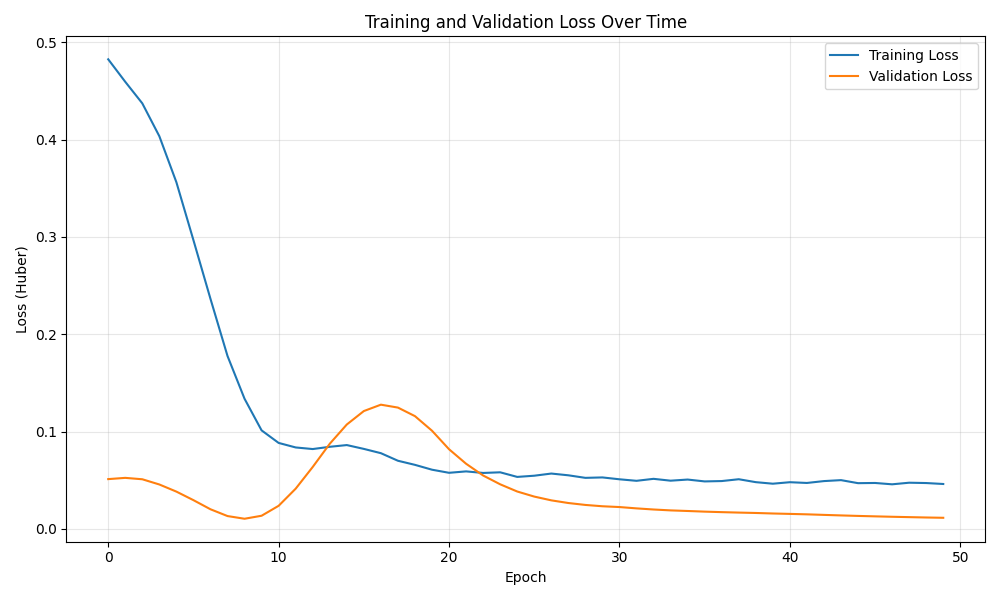 Training and Validation Loss Over Time
Training Loss
Validation Loss
Loss (Huber)
0.5
0.4
0.3
0.2
0.1
0.0
0 10 20 30 40 50
Epoch